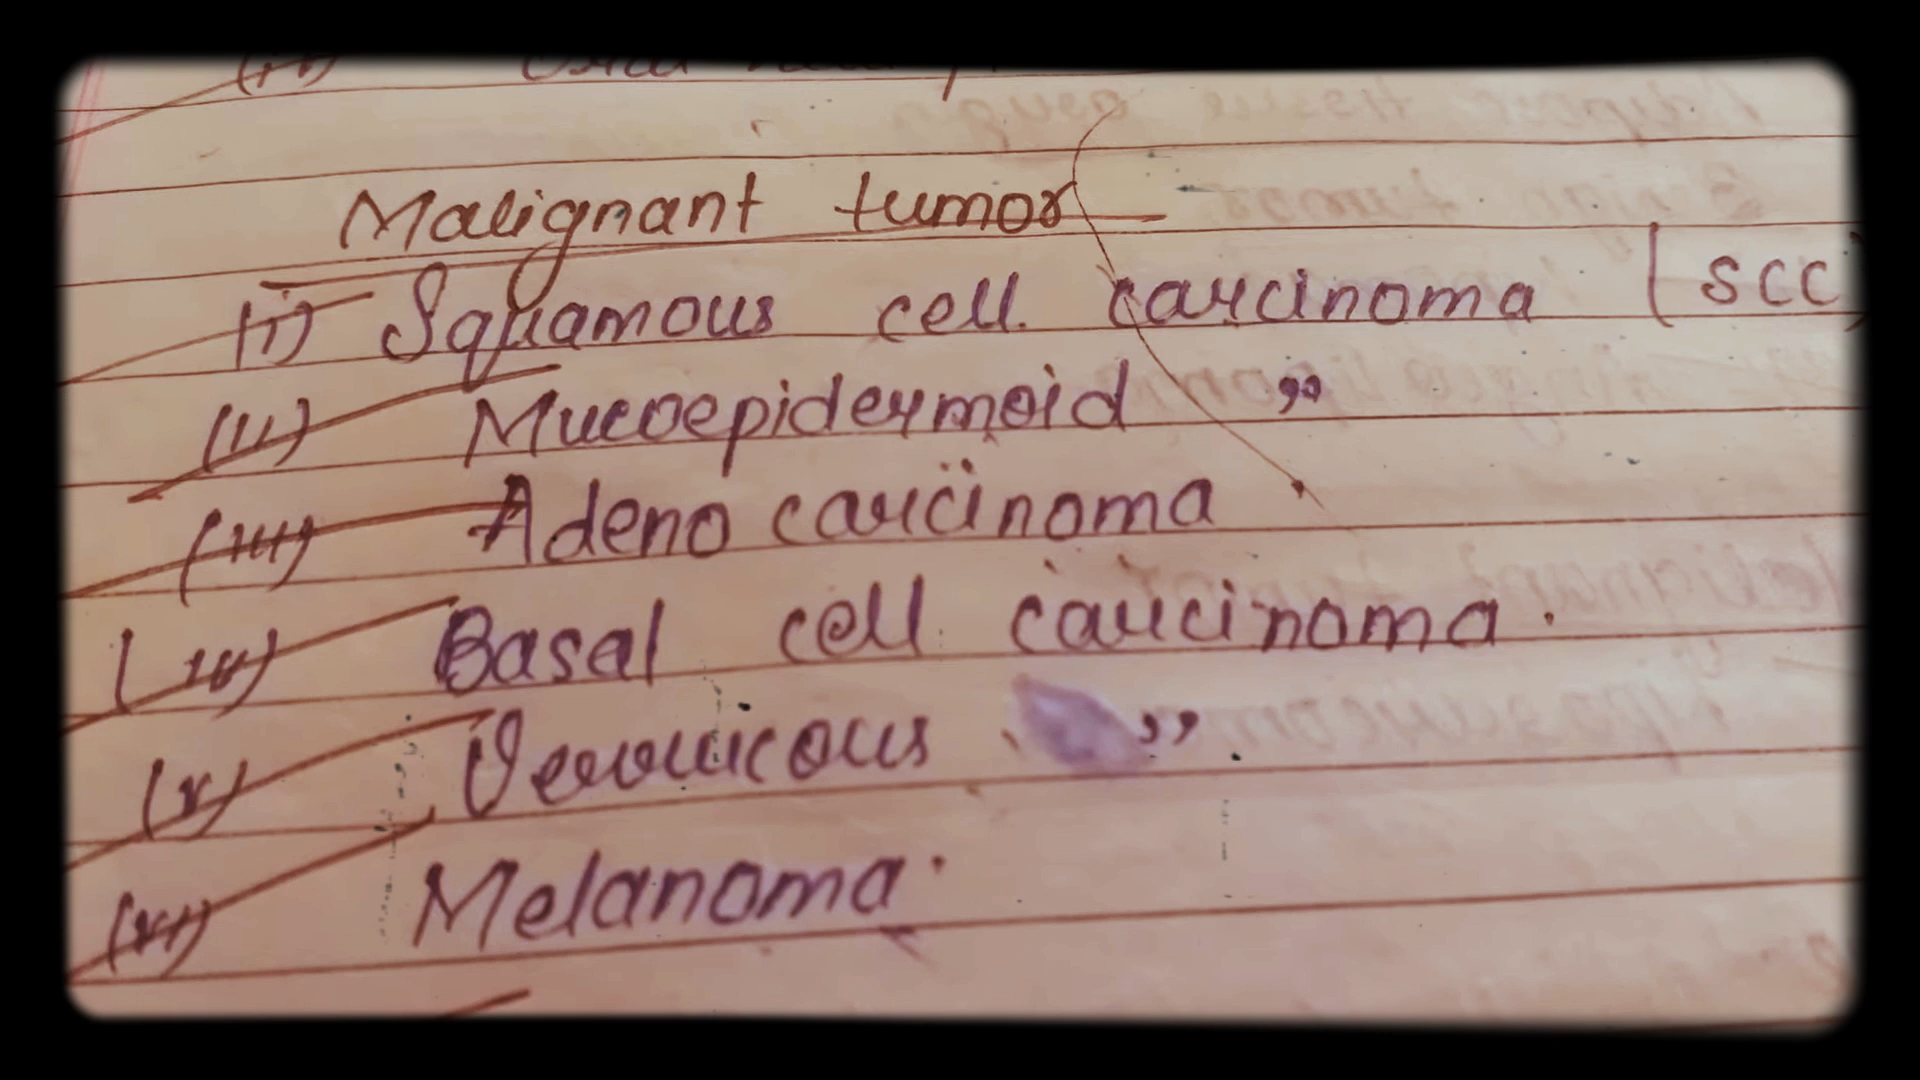 Malignant tumor
(i) Squamous cell carcinoma (SCC)
(ii) Mucoepidermoid "
(iii) Adeno carcinoma
(iv) Basal cell carcinoma.
(v) Verrucous "
(vi) Melanoma.